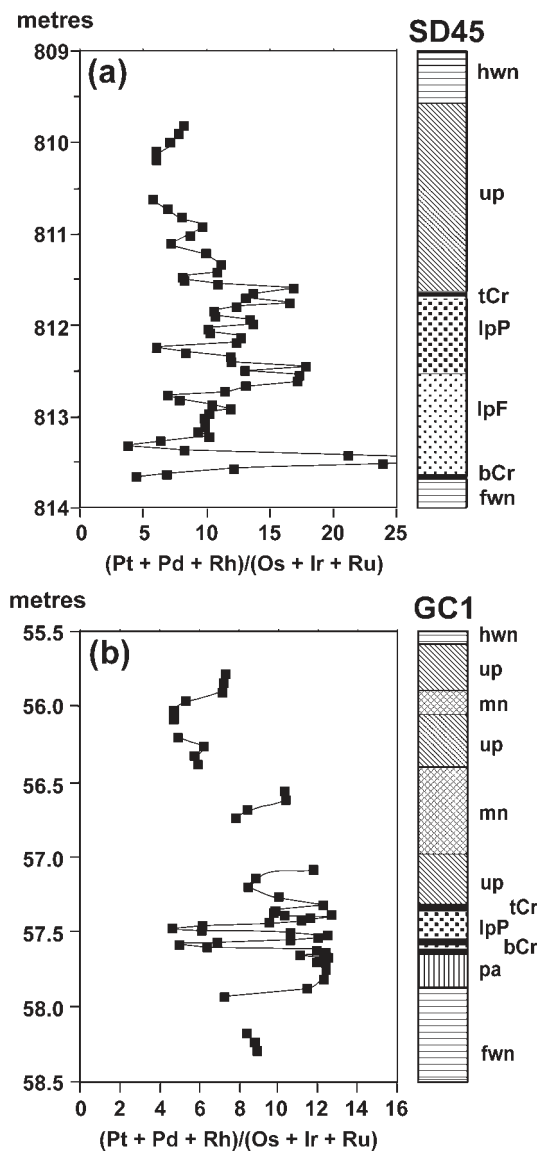 metres
SD45
(a)
809
810
811
812
813
814
0 5 10 15 20 25
(Pt + Pd + Rh)/(Os + Ir + Ru)
hwn
up
tCr
lpP
lpF
bCr
fwn
metres
GC1
(b)
55.5
56.0
56.5
57.0
57.5
58.0
58.5
0 2 4 6 8 10 12 14 16
(Pt + Pd + Rh)/(Os + Ir + Ru)
hwn
up
mn
up
mn
up
tCr
lpP
bCr
pa
fwn